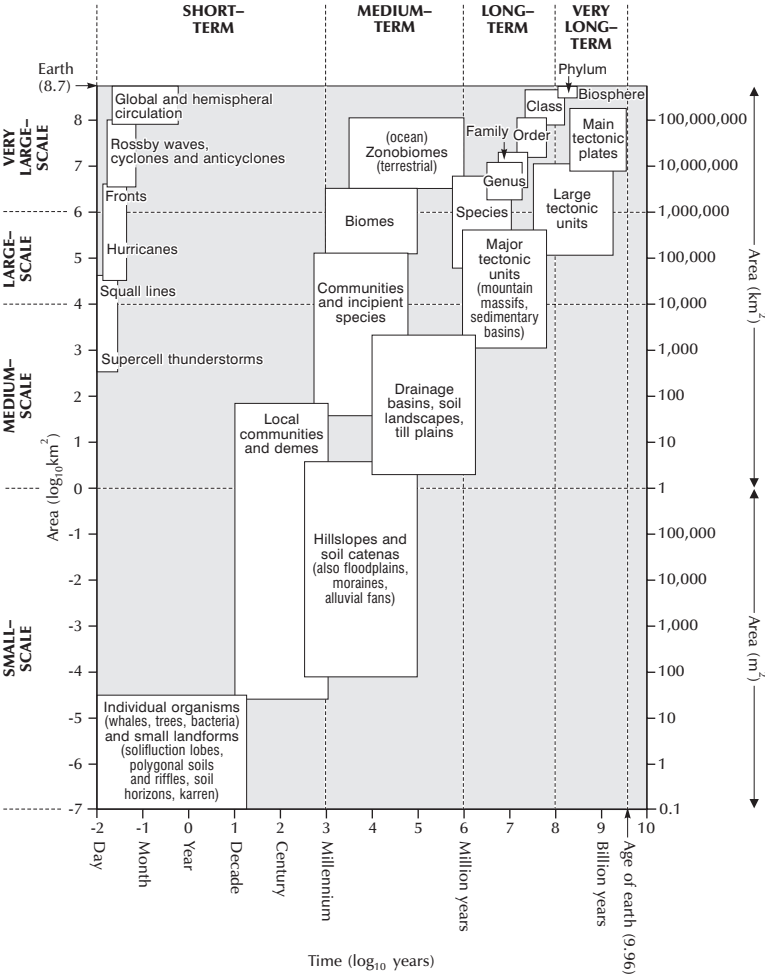 SHORT–
TERM
MEDIUM–
TERM
LONG–
TERM
VERY
LONG–
TERM
Earth
(8.7)
Phylum
Biosphere
Global and hemispheral
circulation
Class
Rossby waves,
cyclones and anticyclones
(ocean)
Zonobiomes
(terrestrial)
Family
Order
Main
tectonic
plates
Genus
Fronts
Species
Large
tectonic
units
Biomes
Hurricanes
Major
tectonic
units
(mountain
massifs,
sedimentary
basins)
Squall lines
Communities
and incipient
species
Supercell thunderstorms
Drainage
basins, soil
landscapes,
till plains
Local
communities
and demes
Hillslopes and
soil catenas
(also floodplains,
moraines,
alluvial fans)
Individual organisms
(whales, trees, bacteria)
and small landforms
(solifluction lobes,
polygonal soils
and riffles, soil
horizons, karren)
VERY
LARGE–
SCALE
LARGE–
SCALE
MEDIUM–
SCALE
SMALL–
SCALE
Area (log₁₀km²)
8
7
6
5
4
3
2
1
0
-1
-2
-3
-4
-5
-6
-7
100,000,000
10,000,000
1,000,000
100,000
10,000
1,000
100
10
1
100,000
10,000
1,000
100
10
1
0.1
Area (km²)
Area (m²)
-2
-1
0
1
2
3
4
5
6
7
8
9
10
Day
Month
Year
Decade
Century
Millennium
Million years
Billion years
Age of earth (9.96)
Time (log₁₀ years)